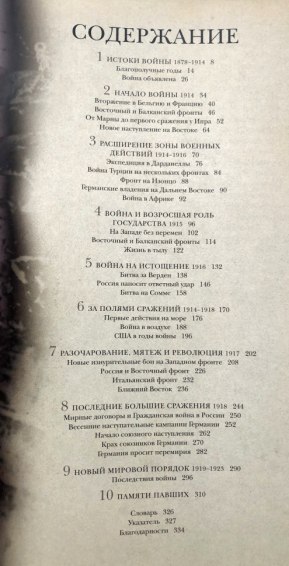 СОДЕРЖАНИЕ
1 ИСТОКИ ВОЙНЫ 1878-1914 8
Благополучные годы 14
Война объявлена 26
2 НАЧАЛО ВОЙНЫ 1914 34
Вторжение в Бельгию и Францию 40
Восточный и Балканский фронты 46
От Марны до первого сражения у Ипра 52
Новое наступление на Востоке 64
3 РАСШИРЕНИЕ ЗОНЫ ВОЕННЫХ
ДЕЙСТВИЙ 1914-1916 70
Экспедиция в Дарданеллы 76
Война Турции на нескольких фронтах 84
Фронт на Изонцо 88
Германские владения на Дальнем Востоке 90
Война в Африке 92
4 ВОЙНА И ВОЗРОСШАЯ РОЛЬ
ГОСУДАРСТВА 1915 96
На Западе без перемен 102
Восточный и Балканский фронты 114
Жизнь в тылу 122
5 ВОЙНА НА ИСТОЩЕНИЕ 1916 132
Битва за Верден 138
Россия наносит ответный удар 146
Битва на Сомме 158
6 ЗА ПОЛЯМИ СРАЖЕНИЙ 1914-1918 170
Первые действия на море 176
Война в воздухе 188
США в годы войны 196
7 РАЗОЧАРОВАНИЕ, МЯТЕЖ И РЕВОЛЮЦИЯ 1917 202
Новые изнурительные бои на Западном фронте 208
Россия и Восточный фронт 226
Итальянский фронт 232
Ближний Восток 236
8 ПОСЛЕДНИЕ БОЛЬШИЕ СРАЖЕНИЯ 1918 244
Мирные договоры и Гражданская война в России 250
Весенние наступательные кампании Германии 252
Начало союзного наступления 262
Крах союзников Германии 270
Германия просит перемирия 282
9 НОВЫЙ МИРОВОЙ ПОРЯДОК 1919-1923 290
Последствия войны 296
10 ПАМЯТИ ПАВШИХ 310
Словарь 326
Указатель 327
Благодарности 334